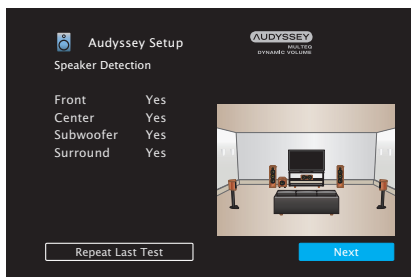 Audyssey Setup
AUDYSSEY
MULTEQ
DYNAMIC VOLUME
Speaker Detection
Front Yes
Center Yes
Subwoofer Yes
Surround Yes
Repeat Last Test
Next